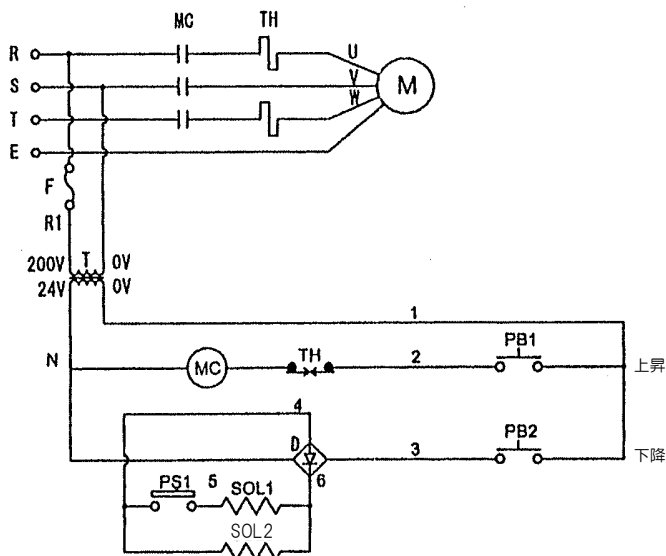 MC TH
R U
S V M
T W
E
F
R1
200V T 0V
24V 0V
1
N MC TH 2 PB1 上昇
4
D 3 PB2 下降
PS1 5 SOL1 6
SOL2